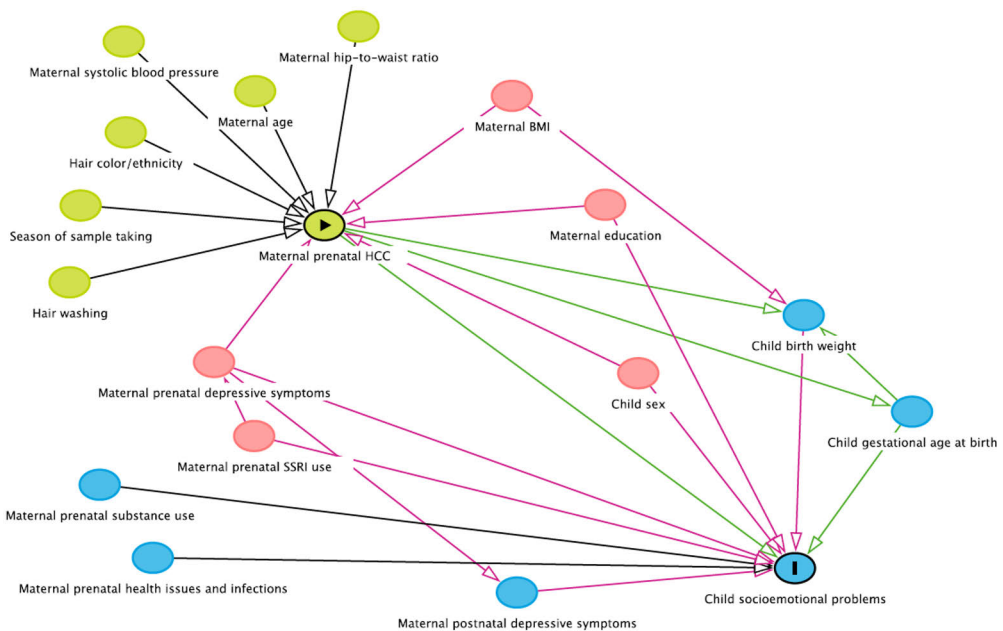 Maternal hip-to-waist ratio
Maternal systolic blood pressure
Maternal age
Maternal BMI
Hair color/ethnicity
Season of sample taking
Maternal education
Maternal prenatal HCC
Hair washing
Child birth weight
Maternal prenatal depressive symptoms
Child sex
Child gestational age at birth
Maternal prenatal SSRI use
Maternal prenatal substance use
Maternal prenatal health issues and infections
Child socioemotional problems
Maternal postnatal depressive symptoms